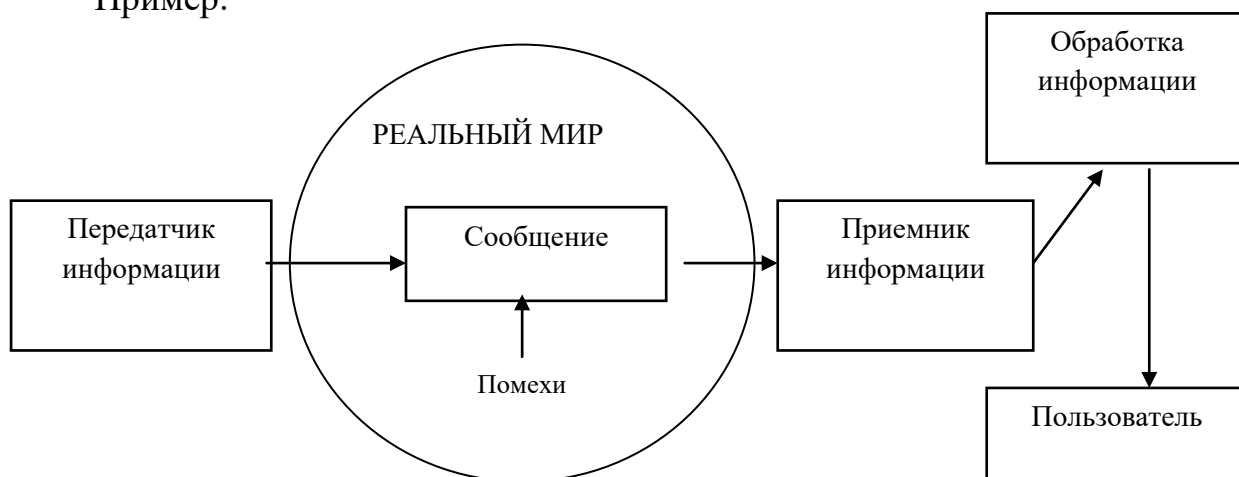 Пример:
Обработка
информации
РЕАЛЬНЫЙ МИР
Передатчик
информации
Сообщение
Приемник
информации
Помехи
Пользователь